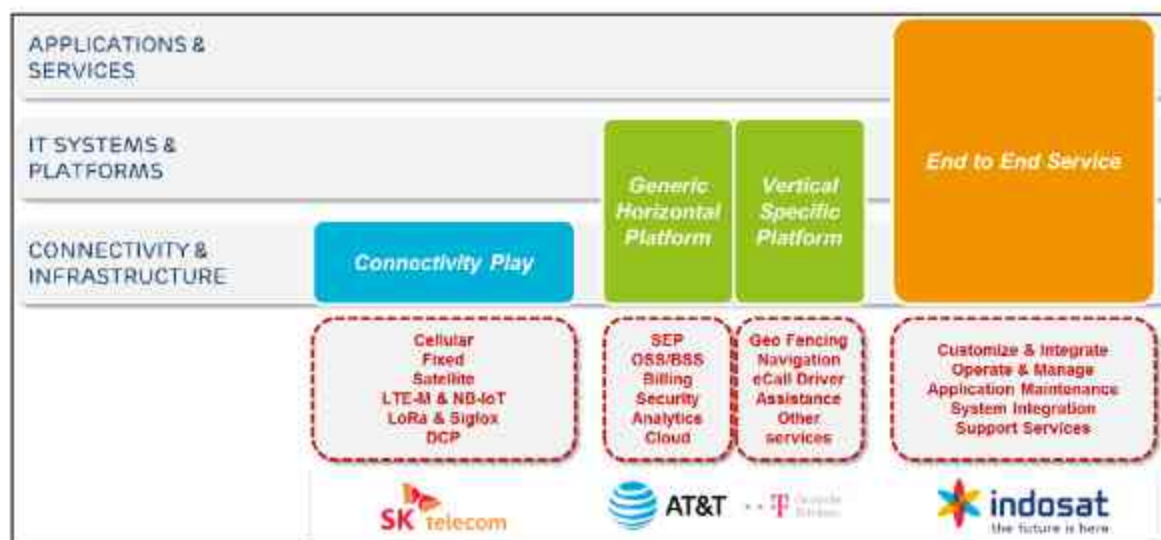 APPLICATIONS &
SERVICES
IT SYSTEMS &
PLATFORMS
CONNECTIVITY &
INFRASTRUCTURE
Connectivity Play
Generic
Horizontal
Platform
Vertical
Specific
Platform
End to End Service
Cellular
Fixed
Satellite
LTE-M & NB-IoT
LoRa & Sigfox
DCP
SEP
OSS/BSS
Billing
Security
Analytics
Cloud
Geo Fencing
Navigation
eCall Driver
Assistance
Other
services
Customize & Integrate
Operate & Manage
Application Maintenance
System Integration
Support Services
SK telecom
AT&T
T
indosat
the future is here